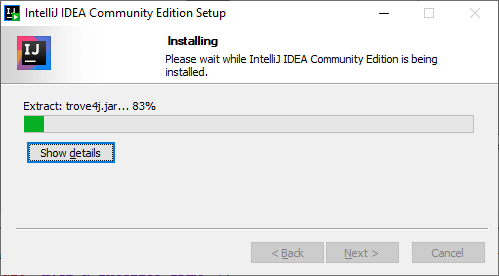 IntelliJ IDEA Community Edition Setup
IJ
Installing
Please wait while IntelliJ IDEA Community Edition is being
installed.
Extract: trove4j.jar... 83%
Show details
< Back
Next >
Cancel